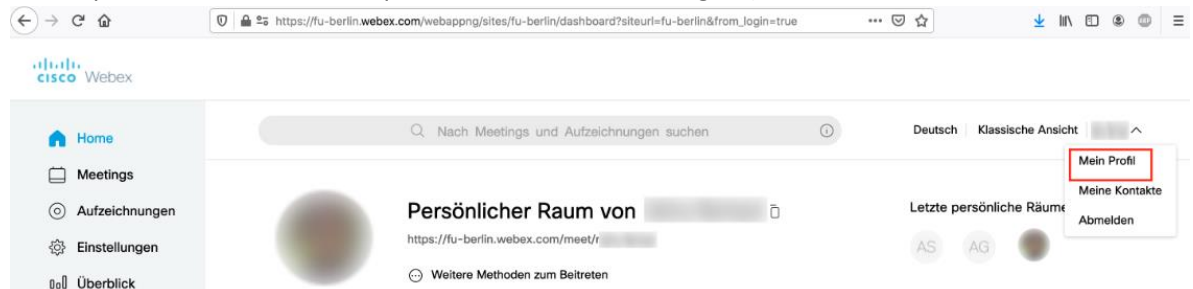 https://fu-berlin.webex.com/webappng/sites/fu-berlin/dashboard?siteurl=fu-berlin&from_login=true
cisco Webex
Home
Nach Meetings und Aufzeichnungen suchen
Deutsch Klassische Ansicht
Mein Profil
Meetings
Meine Kontakte
Aufzeichnungen
Persönlicher Raum von
Letzte persönliche Räume
Abmelden
https://fu-berlin.webex.com/meet/r
Einstellungen
AS AG
Weitere Methoden zum Beitreten
Überblick